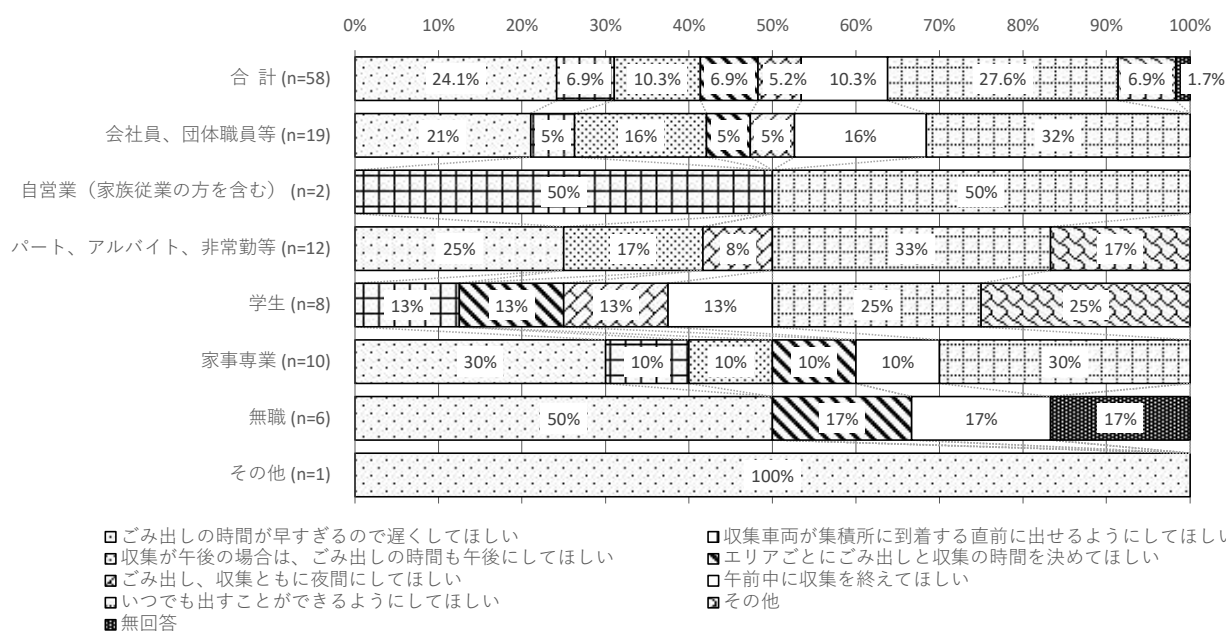 0% 10% 20% 30% 40% 50% 60% 70% 80% 90% 100%
合 計 (n=58) 24.1% 6.9% 10.3% 6.9% 5.2% 10.3% 27.6% 6.9% 1.7%
会社員、団体職員等 (n=19) 21% 5% 16% 5% 5% 16% 32%
自営業（家族従業の方を含む） (n=2) 50% 50%
パート、アルバイト、非常勤等 (n=12) 25% 17% 8% 33% 17%
学生 (n=8) 13% 13% 13% 13% 25% 25%
家事専業 (n=10) 30% 10% 10% 10% 10% 30%
無職 (n=6) 50% 17% 17% 17%
その他 (n=1) 100%
ごみ出しの時間が早すぎるので遅くしてほしい 収集車両が集積所に到着する直前に出せるようにしてほしい
収集が午後の場合は、ごみ出しの時間も午後にしてほしい エリアごとにごみ出しと収集の時間を決めてほしい
ごみ出し、収集ともに夜間にしてほしい 午前中に収集を終えてほしい
いつでも出すことができるようにしてほしい その他
無回答